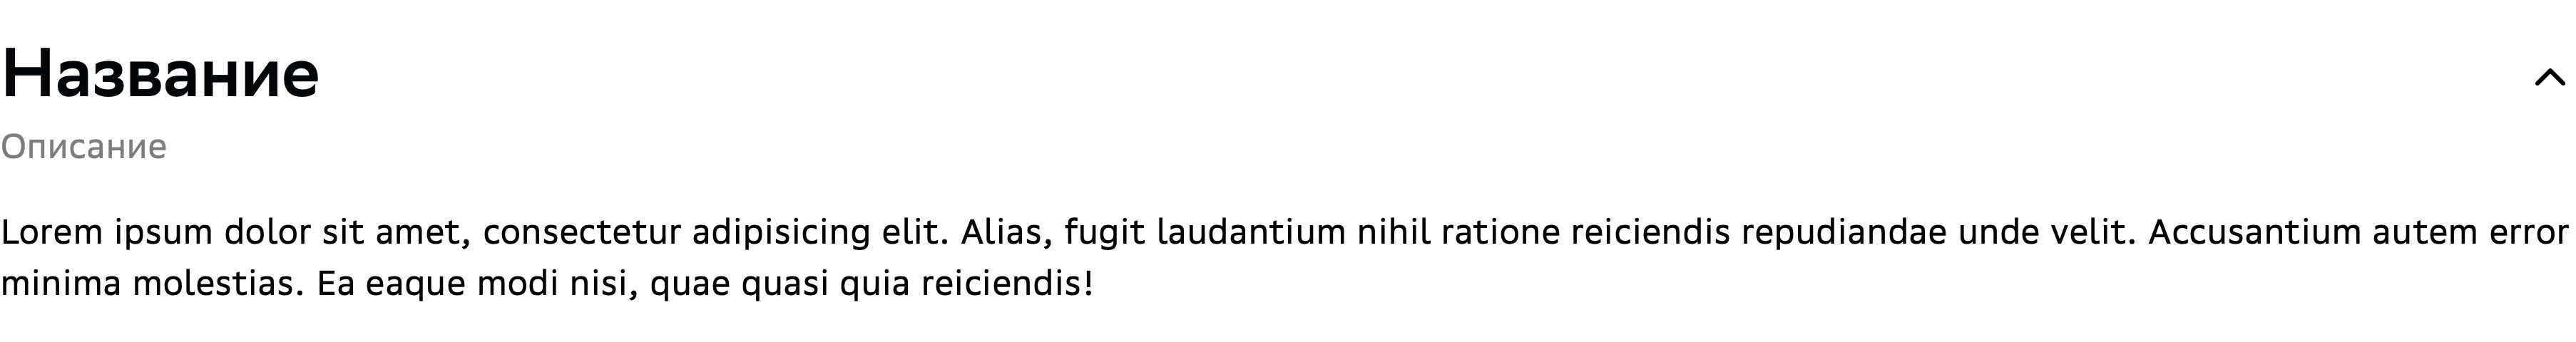 Название
Описание
Lorem ipsum dolor sit amet, consectetur adipisicing elit. Alias, fugit laudantium nihil ratione reiciendis repudiandae unde velit. Accusantium autem error
minima molestias. Ea eaque modi nisi, quae quasi quia reiciendis!